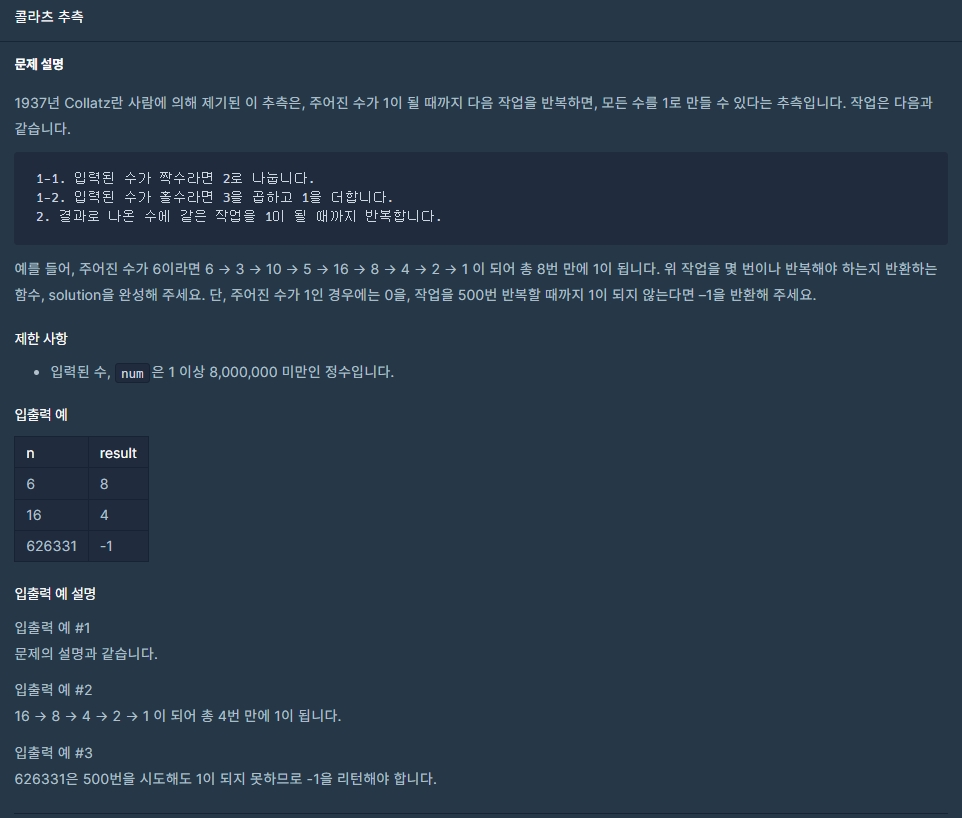 콜라츠 추측
문제 설명
1937년 Collatz란 사람에 의해 제기된 이 추측은, 주어진 수가 1이 될 때까지 다음 작업을 반복하면, 모든 수를 1로 만들 수 있다는 추측입니다. 작업은 다음과
같습니다.
1-1. 입력된 수가 짝수라면 2로 나눕니다.
1-2. 입력된 수가 홀수라면 3을 곱하고 1을 더합니다.
2. 결과로 나온 수에 같은 작업을 1이 될 때까지 반복합니다.
예를 들어, 주어진 수가 6이라면 6 → 3 → 10 → 5 → 16 → 8 → 4 → 2 → 1 이 되어 총 8번 만에 1이 됩니다. 위 작업을 몇 번이나 반복해야 하는지 반환하는
함수, solution을 완성해 주세요. 단, 주어진 수가 1인 경우에는 0을, 작업을 500번 반복할 때까지 1이 되지 않는다면 –1을 반환해 주세요.
제한 사항
• 입력된 수, num 은 1 이상 8,000,000 미만인 정수입니다.
입출력 예
n result
6 8
16 4
626331 -1
입출력 예 설명
입출력 예 #1
문제의 설명과 같습니다.
입출력 예 #2
16 → 8 → 4 → 2 → 1 이 되어 총 4번 만에 1이 됩니다.
입출력 예 #3
626331은 500번을 시도해도 1이 되지 못하므로 -1을 리턴해야 합니다.